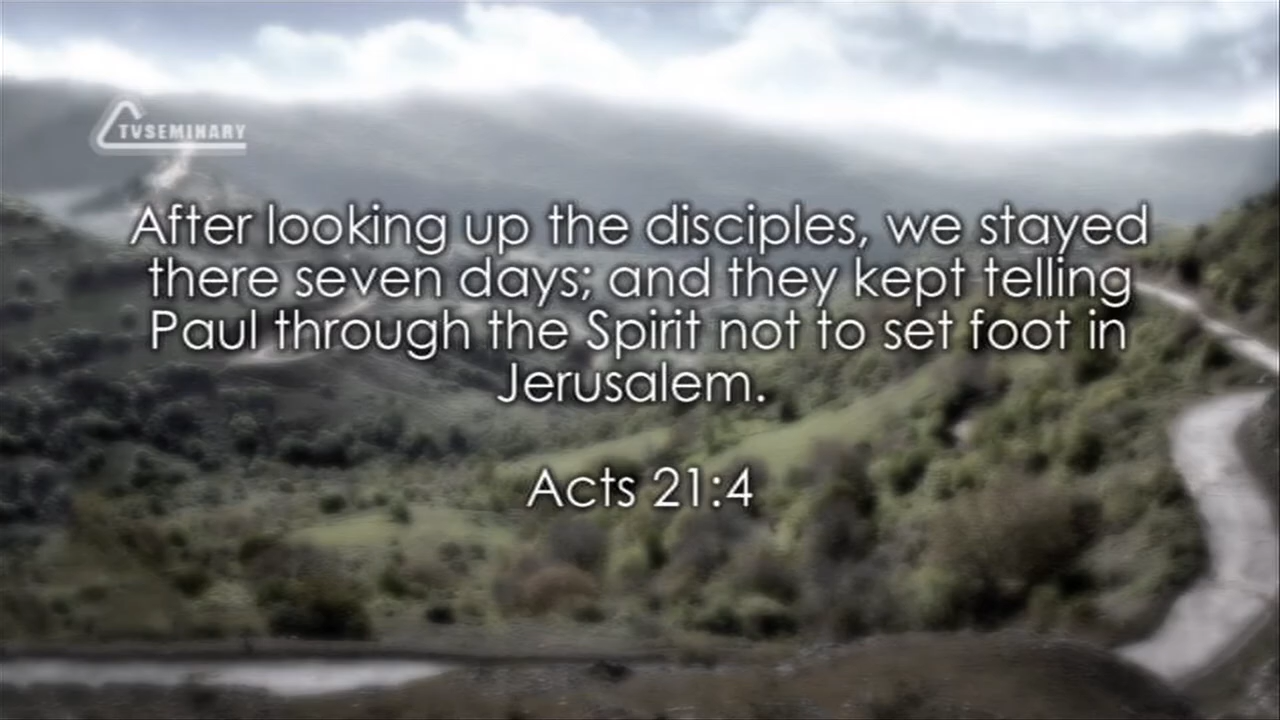 TVSEMINARY
After looking up the disciples, we stayed
there seven days; and they kept telling
Paul through the Spirit not to set foot in
Jerusalem.
Acts 21:4